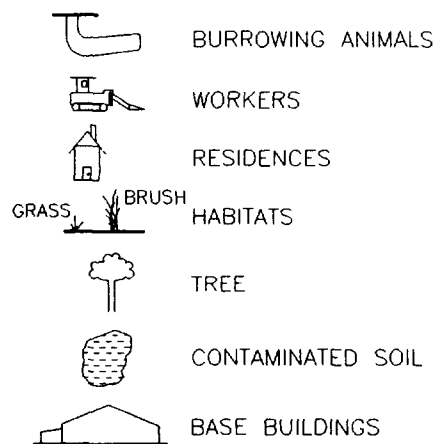 BURROWING ANIMALS
WORKERS
RESIDENCES
BRUSH
GRASS
HABITATS
TREE
CONTAMINATED SOIL
BASE BUILDINGS